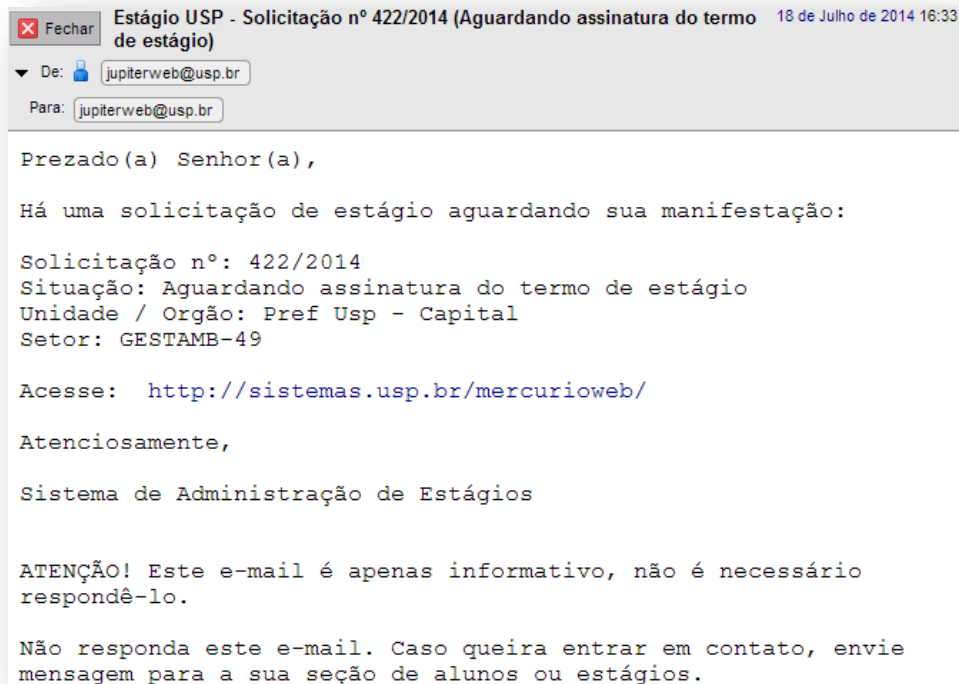 Fechar
Estágio USP - Solicitação nº 422/2014 (Aguardando assinatura do termo
de estágio)
18 de Julho de 2014 16:33
De: jupiterweb@usp.br
Para: jupiterweb@usp.br
Prezado(a) Senhor(a),
Há uma solicitação de estágio aguardando sua manifestação:
Solicitação nº: 422/2014
Situação: Aguardando assinatura do termo de estágio
Unidade / Orgão: Pref Usp - Capital
Setor: GESTAMB-49
Acesse: http://sistemas.usp.br/mercurioweb/
Atenciosamente,
Sistema de Administração de Estágios
ATENÇÃO! Este e-mail é apenas informativo, não é necessário
respondê-lo.
Não responda este e-mail. Caso queira entrar em contato, envie
mensagem para a sua seção de alunos ou estágios.